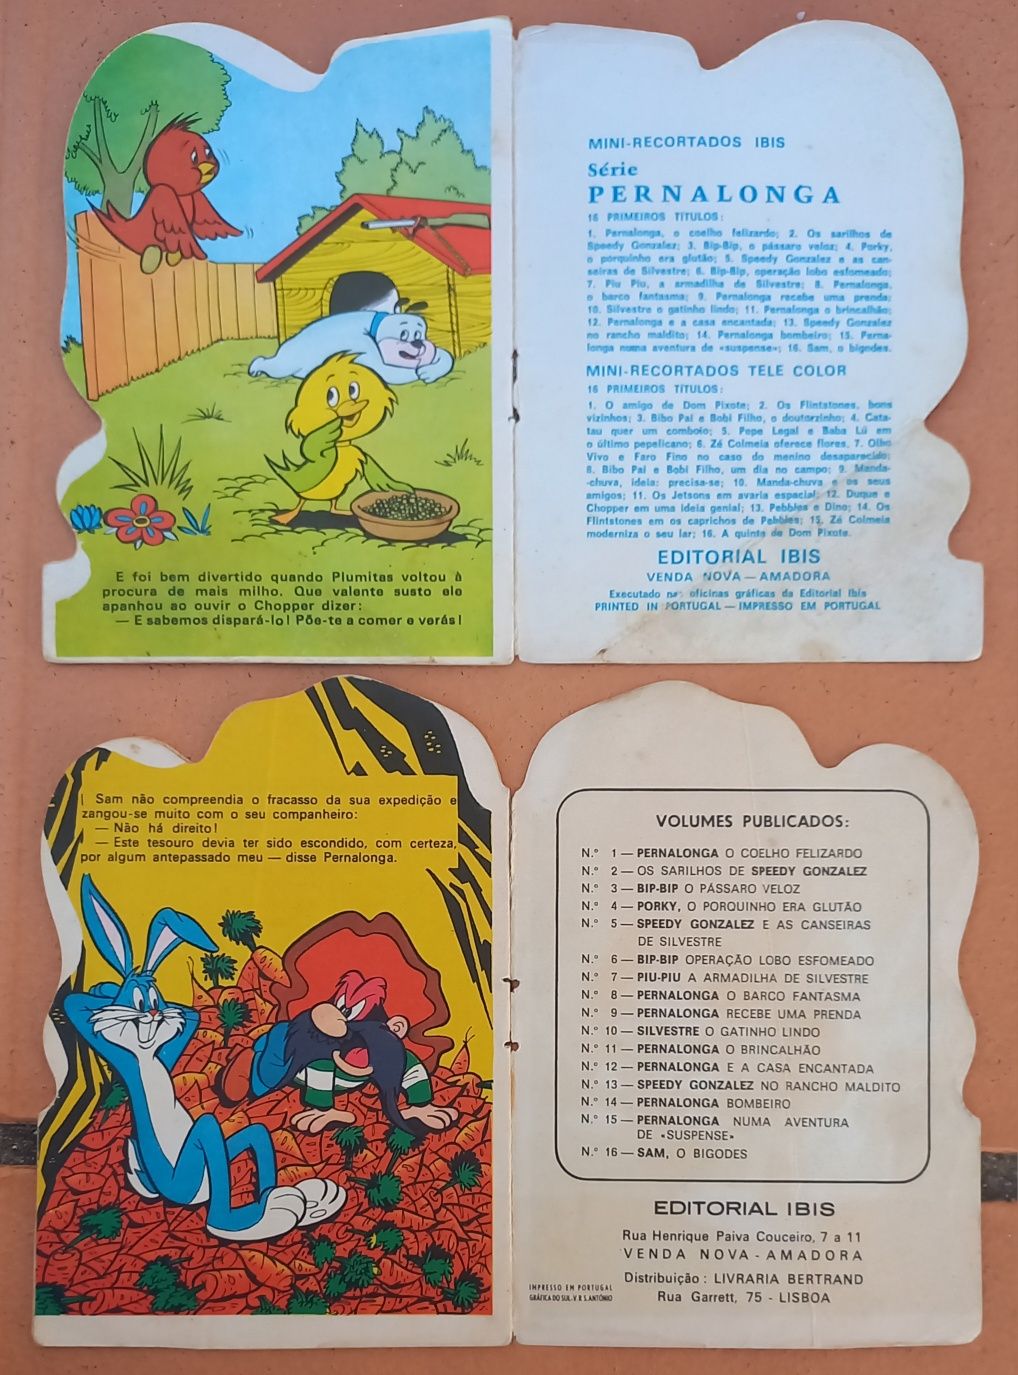 E foi bem divertido quando Plumitas voltou à
procura de mais milho. Que valente susto ele
apanhou ao ouvir o Chopper dizer:
— E sabemos dispará-lo! Põe-te a comer e verás!
MINI-RECORTADOS IBIS
Série
PERNALONGA
16 PRIMEIROS TÍTULOS:
1. Pernalonga, o coelho felizardo; 2. Os sarilhos de
Speedy Gonzalez; 3. Bip-Bip, o pássaro veloz; 4. Porky,
o porquinho era glutão; 5. Speedy Gonzalez e as can-
seiras de Silvestre; 6. Bip-Bip, operação lobo esfomeado;
7. Piu Piu, a armadilha de Silvestre; 8. Pernalonga,
o barco fantasma; 9. Pernalonga recebe uma prenda;
10. Silvestre o gatinho lindo; 11. Pernalonga o brincalhão;
12. Pernalonga e a casa encantada; 13. Speedy Gonzalez
no rancho maldito; 14. Pernalonga bombeiro; 15. Perna-
longa numa aventura de «suspense»; 16. Sam, o bigodes.
MINI-RECORTADOS TELE COLOR
16 PRIMEIROS TÍTULOS:
1. O amigo de Dom Pixote; 2. Os Flintstones, bons
vizinhos; 3. Bibo Pai e Bobi Filho, o doutorzinho; 4. Cata-
tau quer um comboio; 5. Pepe Legal e Baba Lú em
o último pepelicano; 6. Zé Colmeia oferece flores, 7. Olho
Vivo e Faro Fino no caso do menino desaparecido;
8. Bibo Pai e Bobi Filho, um dia no campo; 9. Manda-
-chuva, ideia: precisa-se; 10. Manda-chuva e os seus
amigos; 11. Os Jetsons em avaria espacial; 12. Duque e
Chopper em uma ideia genial; 13. Pebbles e Dino; 14. Os
Flintstones em os caprichos de Pebbles; 15. Zé Colmeia
moderniza o seu lar; 16. A quinta de Dom Pixote.
EDITORIAL IBIS
VENDA NOVA — AMADORA
Executado nas oficinas gráficas da Editorial Ibis
PRINTED IN PORTUGAL — IMPRESSO EM PORTUGAL
Sam não compreendia o fracasso da sua expedição e
zangou-se muito com o seu companheiro:
— Não há direito!
— Este tesouro devia ter sido escondido, com certeza,
por algum antepassado meu — disse Pernalonga.
VOLUMES PUBLICADOS:
N.º 1 — PERNALONGA O COELHO FELIZARDO
N.º 2 — OS SARILHOS DE SPEEDY GONZALEZ
N.º 3 — BIP-BIP O PÁSSARO VELOZ
N.º 4 — PORKY, O PORQUINHO ERA GLUTÃO
N.º 5 — SPEEDY GONZALEZ E AS CANSEIRAS
DE SILVESTRE
N.º 6 — BIP-BIP OPERAÇÃO LOBO ESFOMEADO
N.º 7 — PIU-PIU A ARMADILHA DE SILVESTRE
N.º 8 — PERNALONGA O BARCO FANTASMA
N.º 9 — PERNALONGA RECEBE UMA PRENDA
N.º 10 — SILVESTRE O GATINHO LINDO
N.º 11 — PERNALONGA O BRINCALHÃO
N.º 12 — PERNALONGA E A CASA ENCANTADA
N.º 13 — SPEEDY GONZALEZ NO RANCHO MALDITO
N.º 14 — PERNALONGA BOMBEIRO
N.º 15 — PERNALONGA NUMA AVENTURA
DE «SUSPENSE»
N.º 16 — SAM, O BIGODES
EDITORIAL IBIS
Rua Henrique Paiva Couceiro, 7 a 11
VENDA NOVA - AMADORA
Distribuição : LIVRARIA BERTRAND
Rua Garrett, 75 - LISBOA
IMPRESSO EM PORTUGAL
GRÁFICA DO SUL - V. R. S. ANTÓNIO